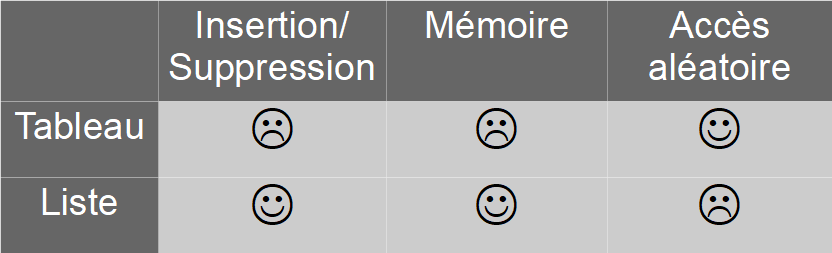 Insertion/
Suppression
Mémoire
Accès
aléatoire
Tableau ☹ ☹ ☺
Liste ☺ ☺ ☹